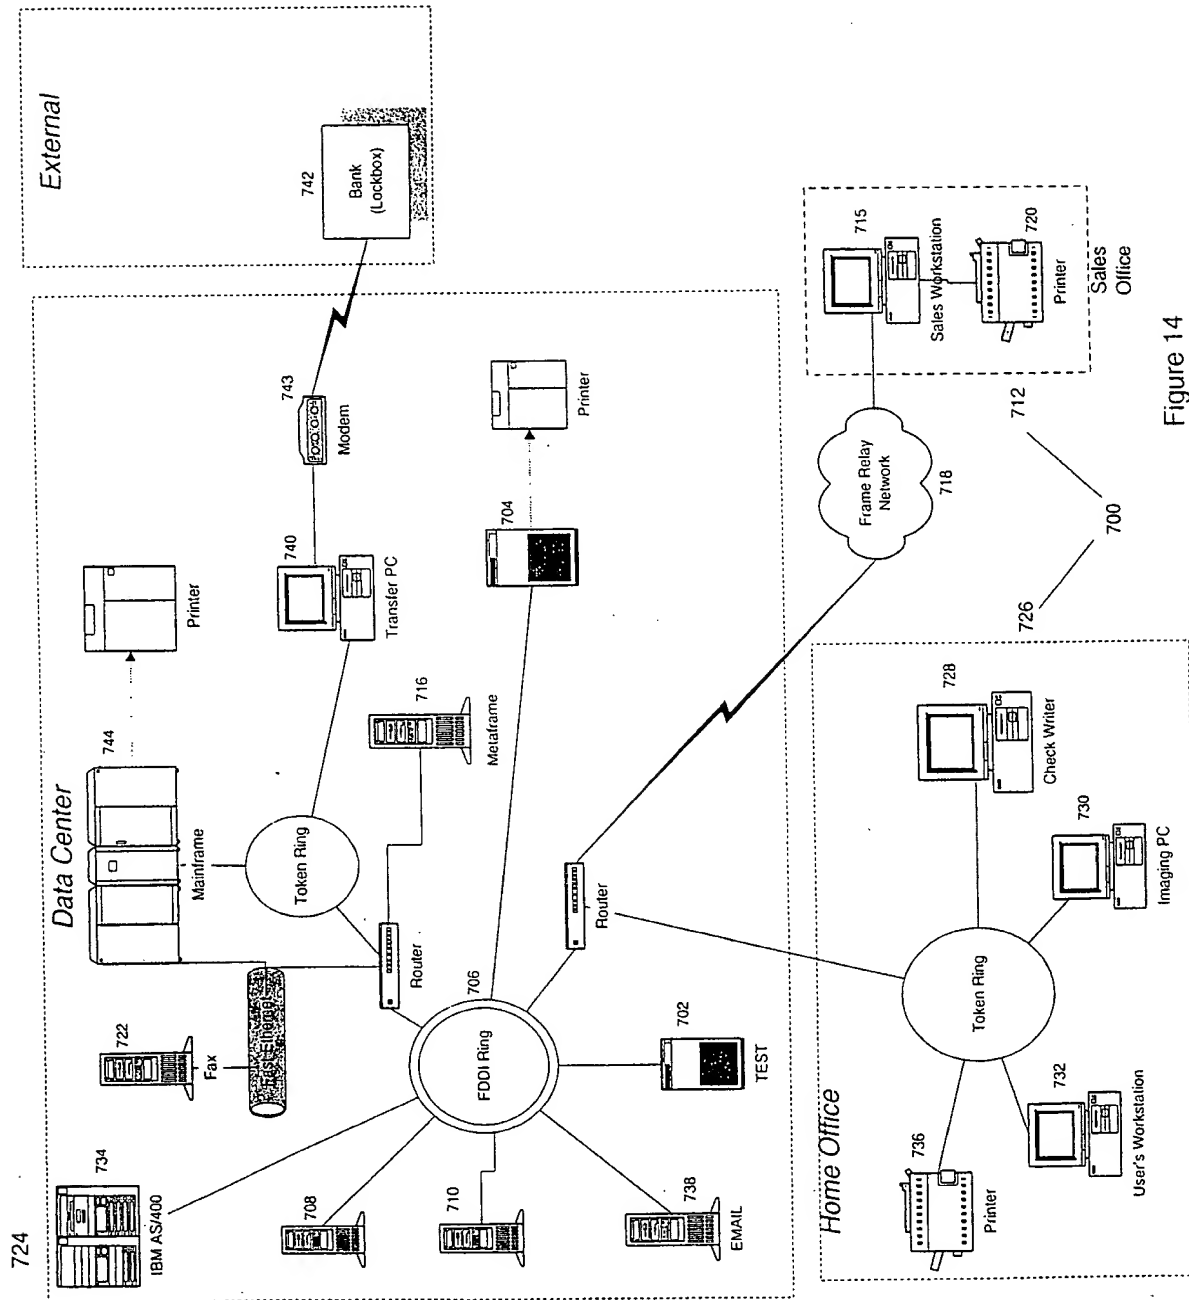 724
Data Center
External
IBM AS/400
734
722
Fax
Fast Ethernet
744
Mainframe
Printer
Token Ring
740
Transfer PC
743
Modem
742
Bank
(Lockbox)
708
710
738
EMAIL
706
FDDI Ring
Router
716
Metaframe
704
Printer
702
TEST
Router
Home Office
736
Printer
732
User's Workstation
Token Ring
730
Imaging PC
728
Check Writer
Frame Relay
Network
718
715
Sales Workstation
720
Printer
Sales
Office
726
700
712
Figure 14